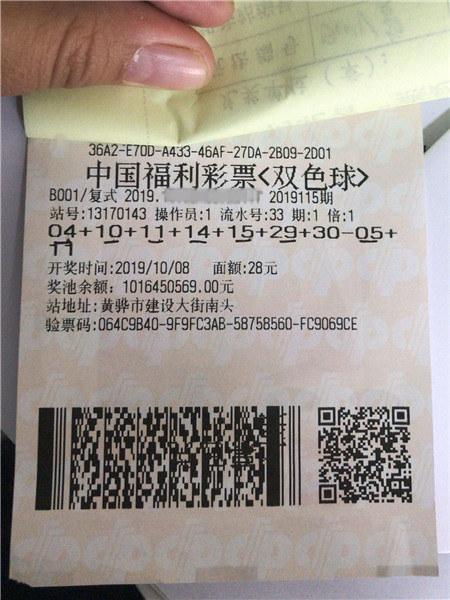 36A2-E70D-A433-46AF-27DA-2B09-2D01
中国福利彩票<双色球>
B001/复式 2019. 2019115期
站号:13170143 操作员:1 流水号:33 期:1 倍:1
04+10+11+14+15+29+30-05+
11
开奖时间:2019/10/08 面额:28元
奖池余额: 1016450569.00元
站地址:黄骅市建设大街南头
验票码:064C9B40-9F9FC3AB-58758560-FC9069CE